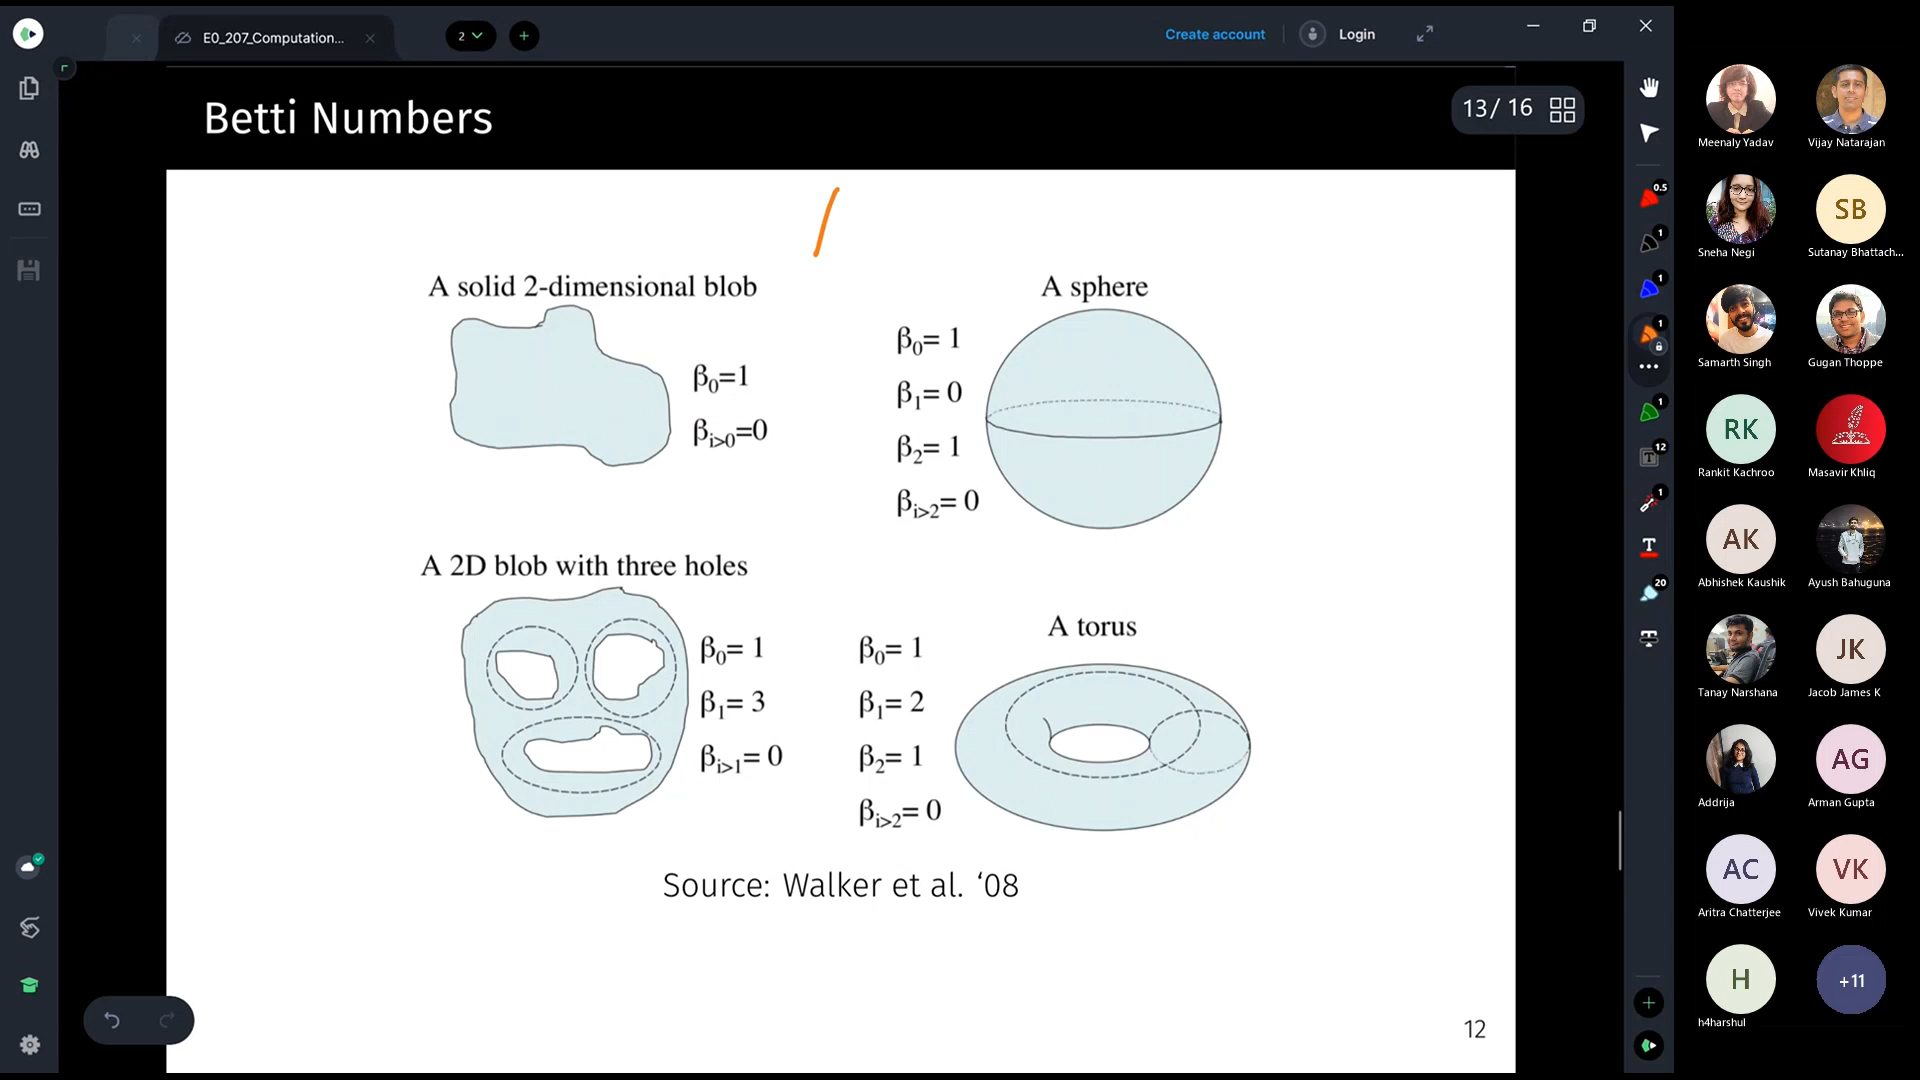 E0_207_Computation...
2
Create account
Login
Betti Numbers
13/ 16
A solid 2-dimensional blob
β0=1
βi>0=0
A sphere
β0= 1
β1= 0
β2= 1
βi>2= 0
A 2D blob with three holes
β0= 1
β1= 3
βi>1= 0
A torus
β0= 1
β1= 2
β2= 1
βi>2= 0
Source: Walker et al. ‘08
12
0.5
1
1
1
1
12
1
T
20
Meenaly Yadav
Vijay Natarajan
Sneha Negi
SB
Sutanay Bhattach...
Samarth Singh
Gugan Thoppe
RK
Rankit Kachroo
Masavir Khliq
AK
Abhishek Kaushik
Ayush Bahuguna
Tanay Narshana
JK
Jacob James K
Addrija
AG
Arman Gupta
AC
Aritra Chatterjee
VK
Vivek Kumar
H
h4harshul
+11